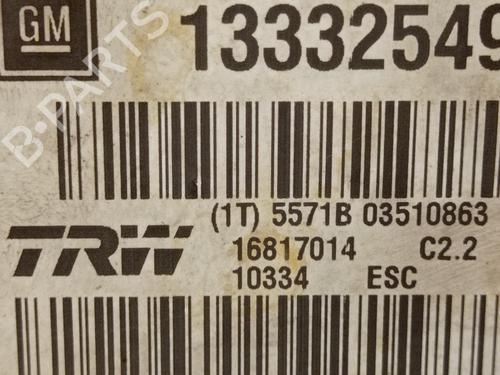 GM
13332549
(1T) 5571B 03510863
TRW
16817014 C2.2
10334 ESC
B-PARTS